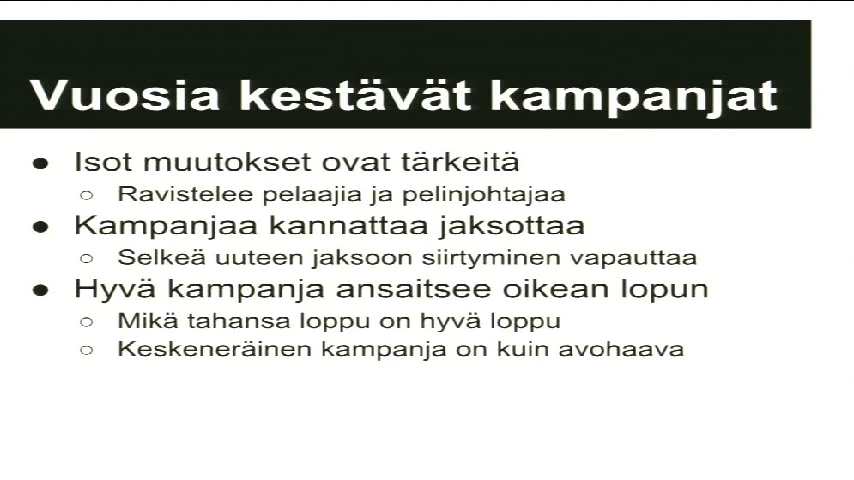 Vuosia kestävät kampanjat
● Isot muutokset ovat tärkeitä
○ Ravistelee pelaajia ja pelinjohtajaa
● Kampanjaa kannattaa jaksottaa
○ Selkeä uuteen jaksoon siirtyminen vapauttaa
● Hyvä kampanja ansaitsee oikean lopun
○ Mikä tahansa loppu on hyvä loppu
○ Keskeneräinen kampanja on kuin avohaava